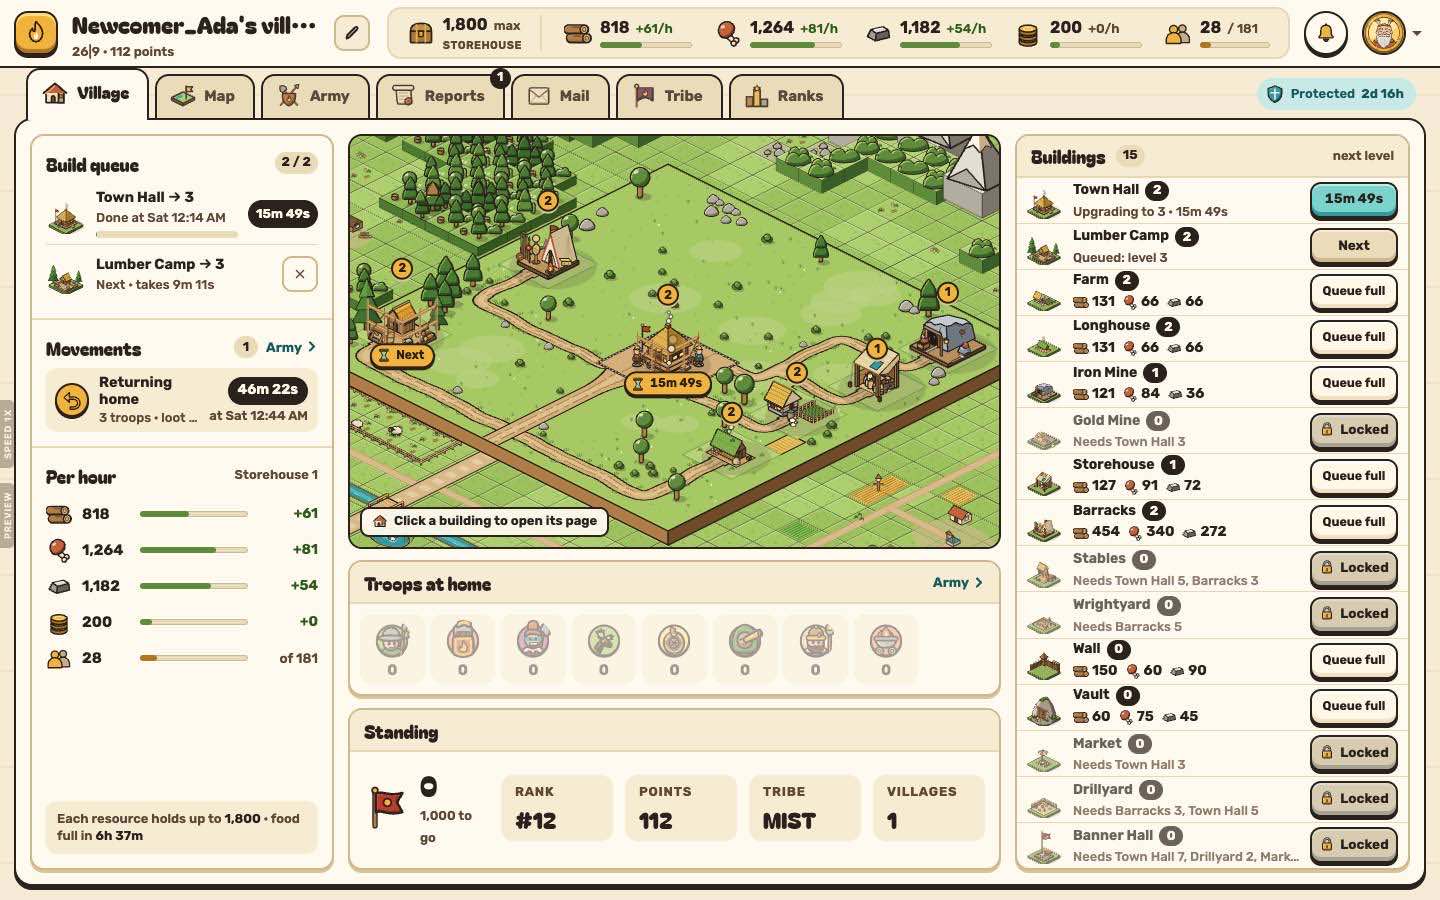 Newcomer_Ada's vill···
26|9 · 112 points
1,800 max
STOREHOUSE
818 +61/h
1,264 +81/h
1,182 +54/h
200 +0/h
28 / 181
Village
Map
Army
Reports
1
Mail
Tribe
Ranks
Protected 2d 16h
SPEED 1X
PREVIEW
Build queue
2 / 2
Town Hall → 3
Done at Sat 12:14 AM
15m 49s
Lumber Camp → 3
Next · takes 9m 11s
×
Movements
1
Army >
Returning home
46m 22s
3 troops · loot ...
at Sat 12:44 AM
Per hour
Storehouse 1
818
+61
1,264
+81
1,182
+54
200
+0
28
of 181
Each resource holds up to 1,800 · food
full in 6h 37m
2
2
2
1
1
2
2
Next
15m 49s
Click a building to open its page
Troops at home
Army >
0
0
0
0
0
0
0
0
Standing
0
1,000 to
go
RANK
#12
POINTS
112
TRIBE
MIST
VILLAGES
1
Buildings 15
next level
Town Hall 2
Upgrading to 3 · 15m 49s
15m 49s
Lumber Camp 2
Queued: level 3
Next
Farm 2
131 66 66
Queue full
Longhouse 2
131 66 66
Queue full
Iron Mine 1
121 84 36
Queue full
Gold Mine 0
Needs Town Hall 3
Locked
Storehouse 1
127 91 72
Queue full
Barracks 2
454 340 272
Queue full
Stables 0
Needs Town Hall 5, Barracks 3
Locked
Wrightyard 0
Needs Barracks 5
Locked
Wall 0
150 60 90
Queue full
Vault 0
60 75 45
Queue full
Market 0
Needs Town Hall 3
Locked
Drillyard 0
Needs Barracks 3, Town Hall 5
Locked
Banner Hall 0
Needs Town Hall 7, Drillyard 2, Mark...
Locked